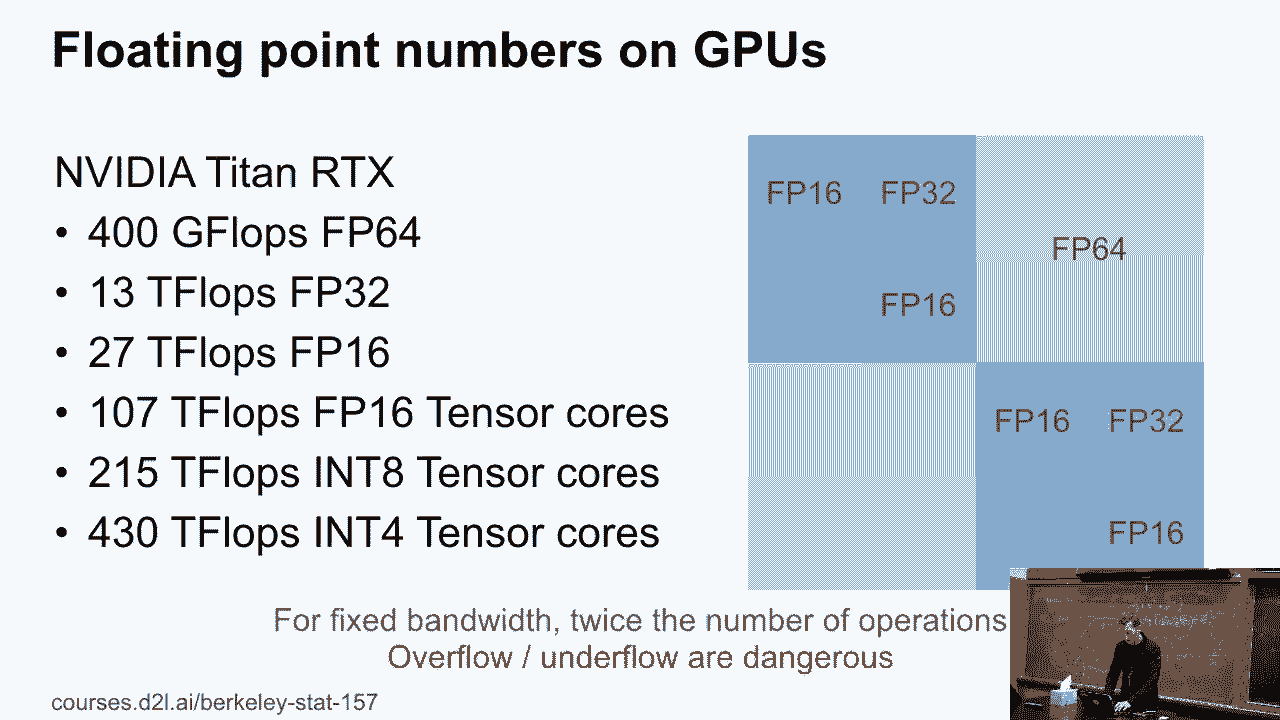 Floating point numbers on GPUs
NVIDIA Titan RTX
• 400 GFlops FP64
• 13 TFlops FP32
• 27 TFlops FP16
• 107 TFlops FP16 Tensor cores
• 215 TFlops INT8 Tensor cores
• 430 TFlops INT4 Tensor cores
FP16 FP32
FP64
FP16
FP16 FP32
FP16
For fixed bandwidth, twice the number of operations
Overflow / underflow are dangerous
courses.d2l.ai/berkeley-stat-157